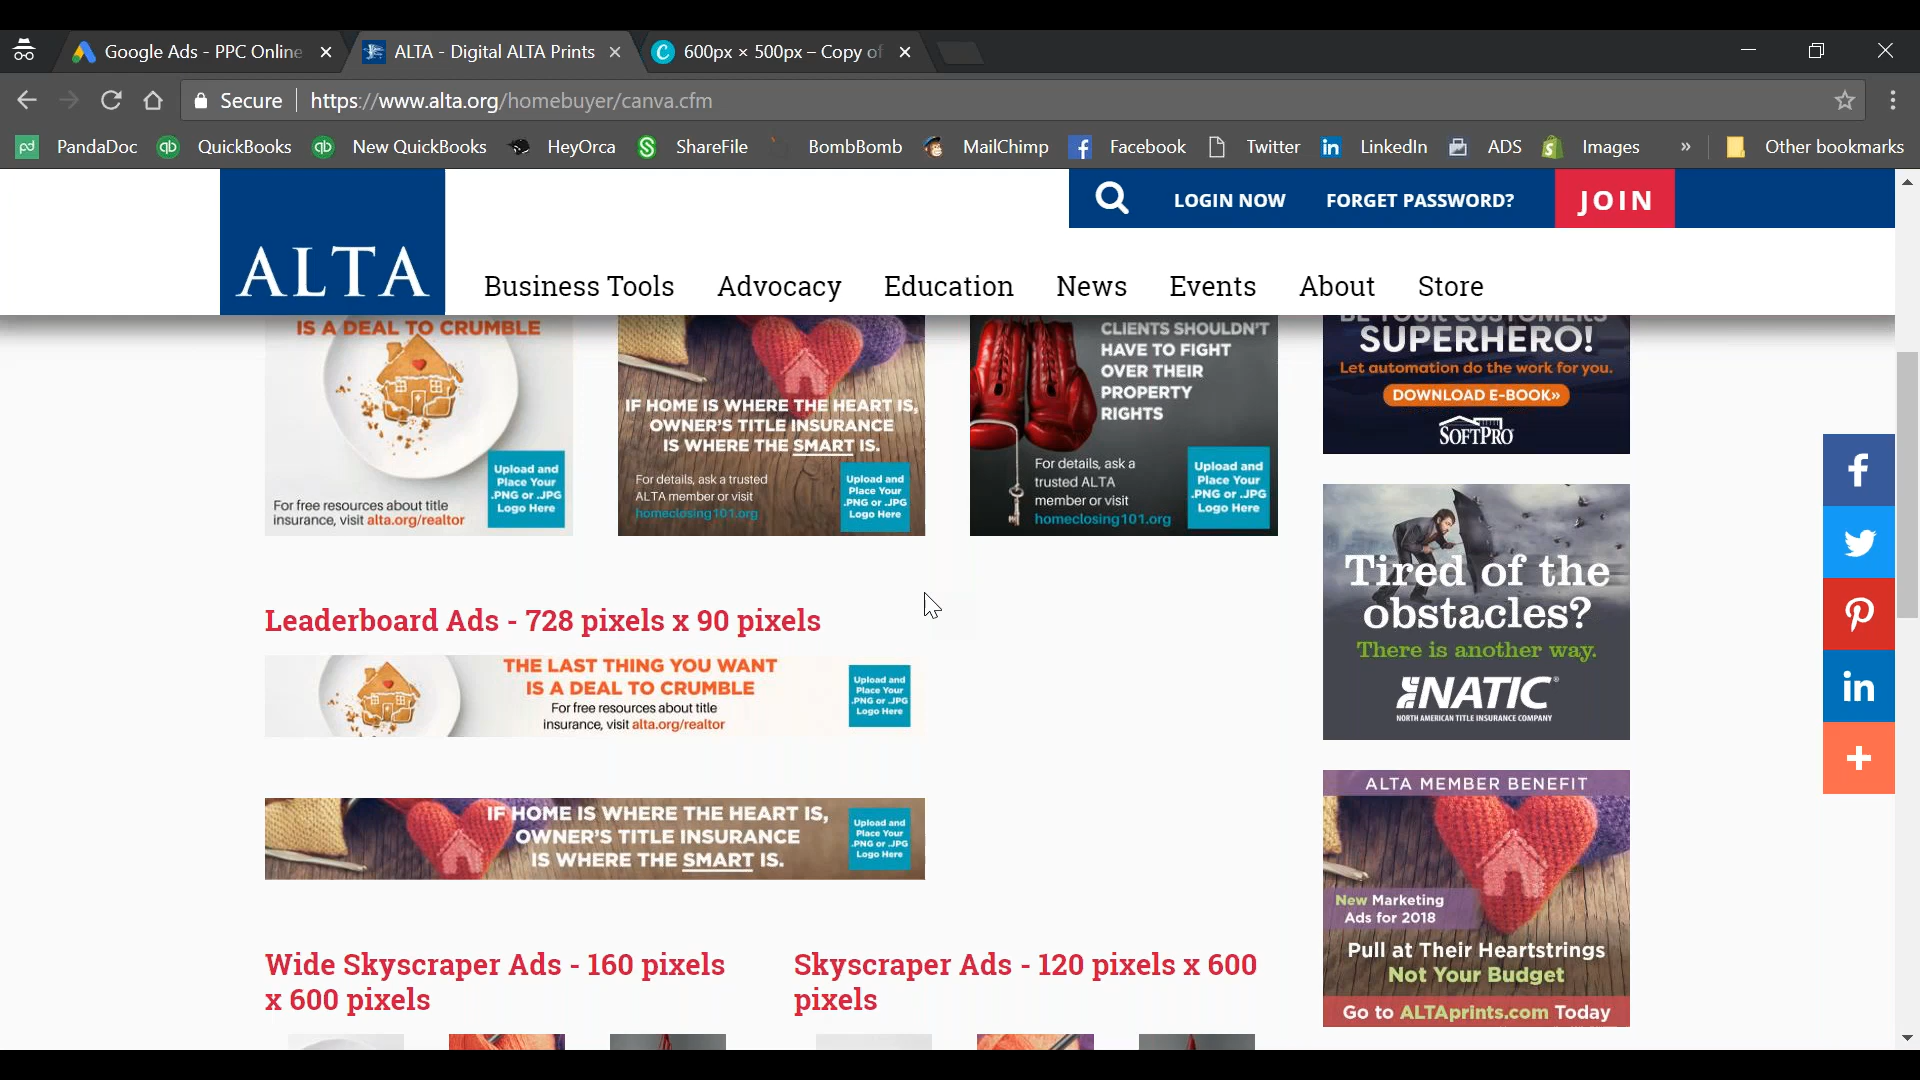 Google Ads - PPC Online
ALTA - Digital ALTA Prints
600px × 500px – Copy of
Secure
https://www.alta.org/homebuyer/canva.cfm
PandaDoc
QuickBooks
New QuickBooks
HeyOrca
ShareFile
BombBomb
MailChimp
Facebook
Twitter
LinkedIn
ADS
Images
»
Other bookmarks
LOGIN NOW
FORGET PASSWORD?
JOIN
ALTA
Business Tools
Advocacy
Education
News
Events
About
Store
IS A DEAL TO CRUMBLE
For free resources about title
insurance, visit alta.org/realtor
Upload and
Place Your
.PNG or .JPG
Logo Here
IF HOME IS WHERE THE HEART IS,
OWNER'S TITLE INSURANCE
IS WHERE THE SMART IS.
For details, ask a trusted
ALTA member or visit
homeclosing101.org
Upload and
Place Your
.PNG or .JPG
Logo Here
CLIENTS SHOULDN'T
HAVE TO FIGHT
OVER THEIR
PROPERTY
RIGHTS
For details, ask a
trusted ALTA
member or visit
homeclosing101.org
Upload and
Place Your
.PNG or .JPG
Logo Here
BE YOUR CUSTOMERS
SUPERHERO!
Let automation do the work for you.
DOWNLOAD E-BOOK»
SOFTPRO
Leaderboard Ads - 728 pixels x 90 pixels
THE LAST THING YOU WANT
IS A DEAL TO CRUMBLE
For free resources about title
insurance, visit alta.org/realtor
Upload and
Place Your
.PNG or .JPG
Logo Here
IF HOME IS WHERE THE HEART IS,
OWNER'S TITLE INSURANCE
IS WHERE THE SMART IS.
Upload and
Place Your
.PNG or .JPG
Logo Here
Tired of the
obstacles?
There is another way.
NATIC®
NORTH AMERICAN TITLE INSURANCE COMPANY
ALTA MEMBER BENEFIT
New Marketing
Ads for 2018
Pull at Their Heartstrings
Not Your Budget
Go to ALTAprints.com Today
Wide Skyscraper Ads - 160 pixels
x 600 pixels
Skyscraper Ads - 120 pixels x 600
pixels